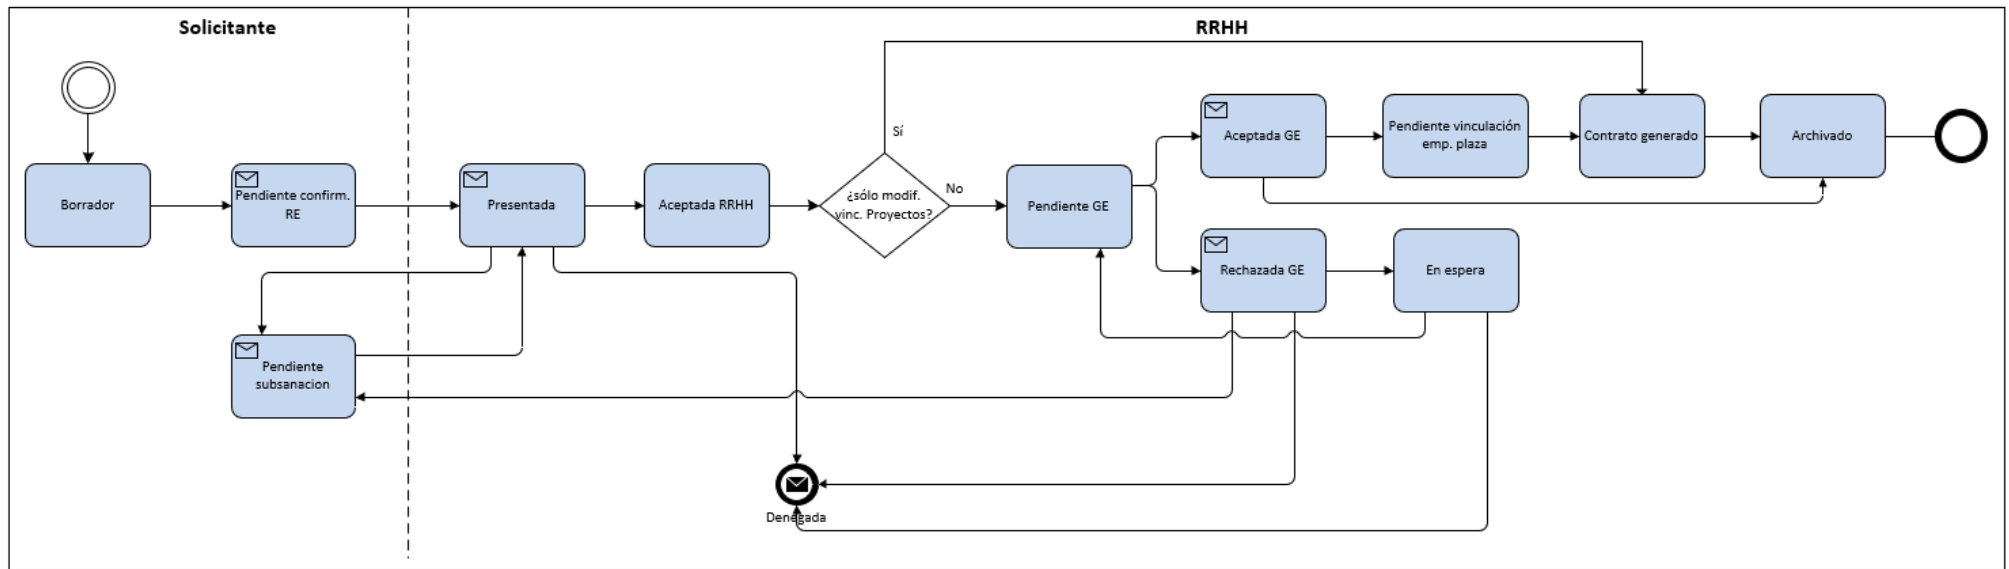 Solicitante
RRHH
Sí
Aceptada GE
Pendiente vinculación
emp. plaza
Contrato generado
Archivado
Borrador
Pendiente confirm.
RE
Presentada
Aceptada RRHH
¿sólo modif.
vinc. Proyectos?
No
Pendiente GE
Rechazada GE
En espera
Pendiente
subsanacion
Denegada